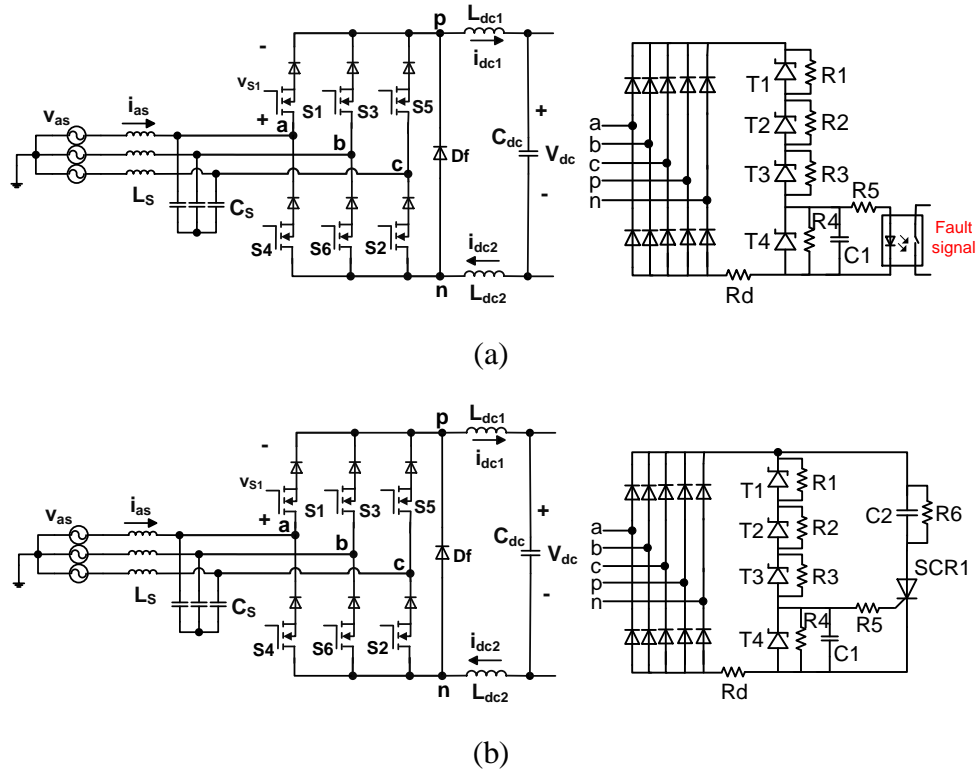 p
Ldc1
idc1
-
vS1
+
S1
S3
S5
vas
ias
a
b
c
Df
+
Cdc
Vdc
-
LS
CS
S4
S6
S2
idc2
n
Ldc2
a
b
c
p
n
T1
R1
T2
R2
T3
R3
T4
R4
C1
R5
Fault
signal
Rd
(a)
p
Ldc1
idc1
-
vS1
+
S1
S3
S5
vas
ias
a
b
c
Df
+
Cdc
Vdc
-
LS
CS
S4
S6
S2
idc2
n
Ldc2
a
b
c
p
n
T1
R1
T2
R2
T3
R3
T4
R4
C1
R5
C2
R6
SCR1
Rd
(b)